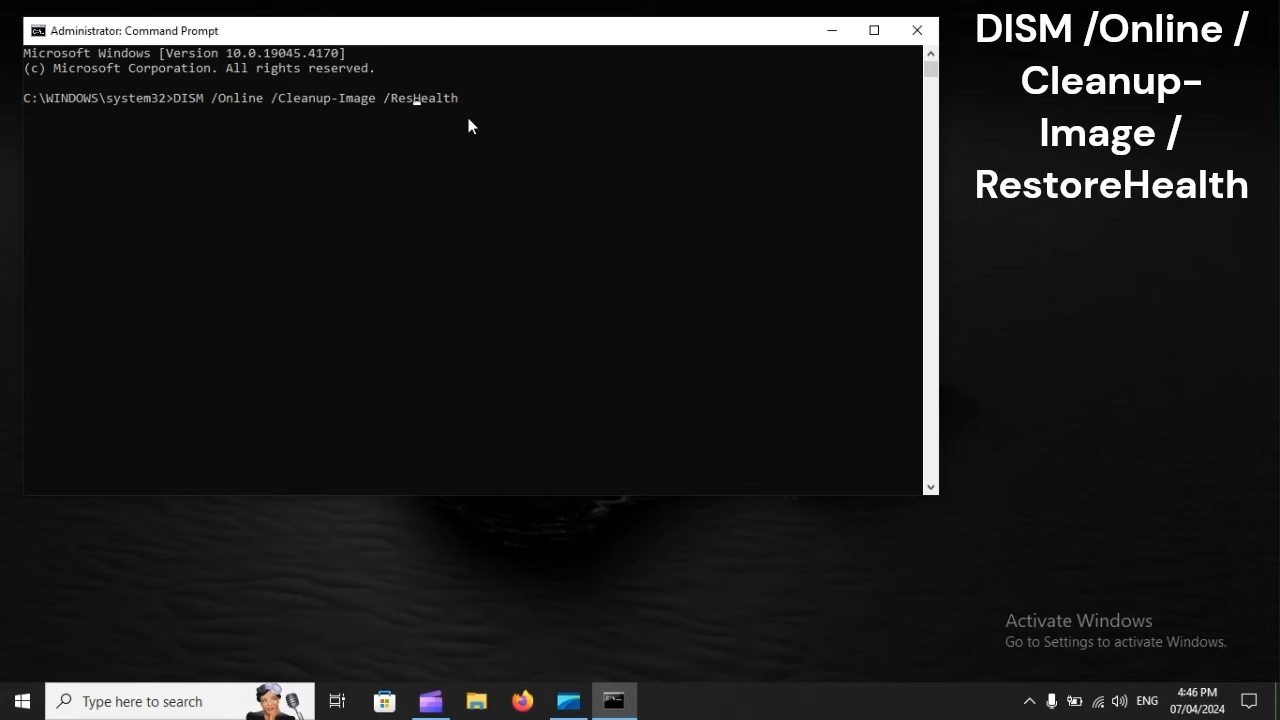 Administrator: Command Prompt
Microsoft Windows [Version 10.0.19045.4170]
(c) Microsoft Corporation. All rights reserved.
C:\WINDOWS\system32>DISM /Online /Cleanup-Image /ResHealth
DISM /Online /
Cleanup-
Image /
RestoreHealth
Activate Windows
Go to Settings to activate Windows.
Type here to search
ENG
4:46 PM
07/04/2024